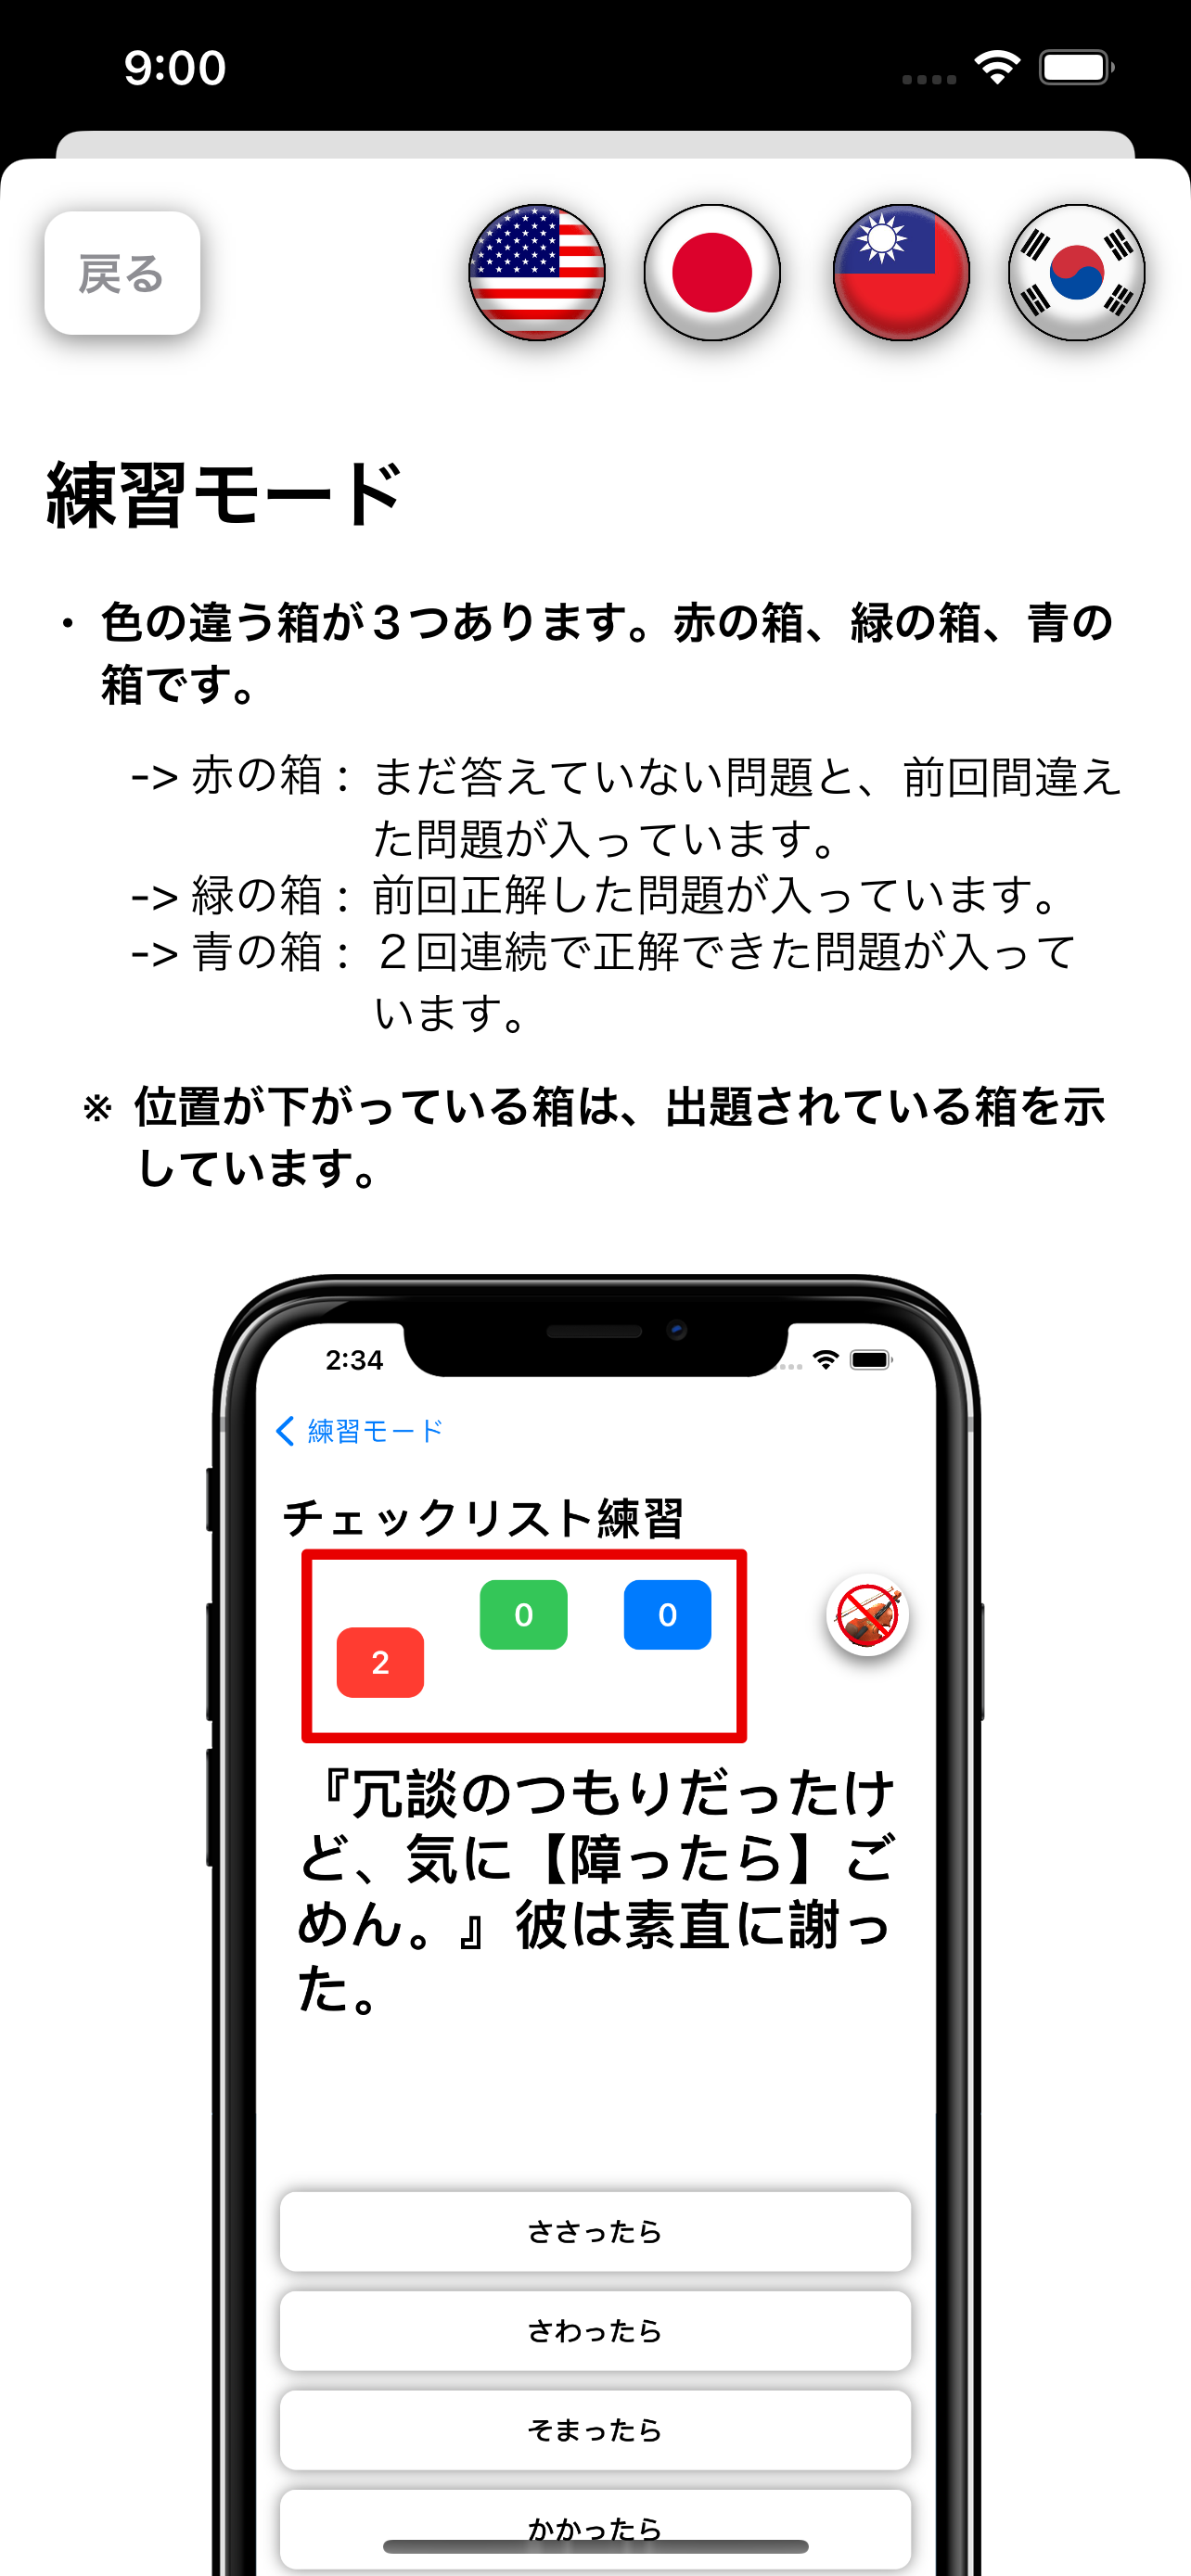 9:00
戻る
練習モード
・ 色の違う箱が３つあります。赤の箱、緑の箱、青の
箱です。
-> 赤の箱： まだ答えていない問題と、前回間違え
た問題が入っています。
-> 緑の箱： 前回正解した問題が入っています。
-> 青の箱： ２回連続で正解できた問題が入って
います。
※ 位置が下がっている箱は、出題されている箱を示
しています。
2:34
練習モード
チェックリスト練習
2 0 0
『冗談のつもりだったけ
ど、気に【障ったら】ご
めん。』彼は素直に謝っ
た。
ささったら
さわったら
そまったら
かかったら